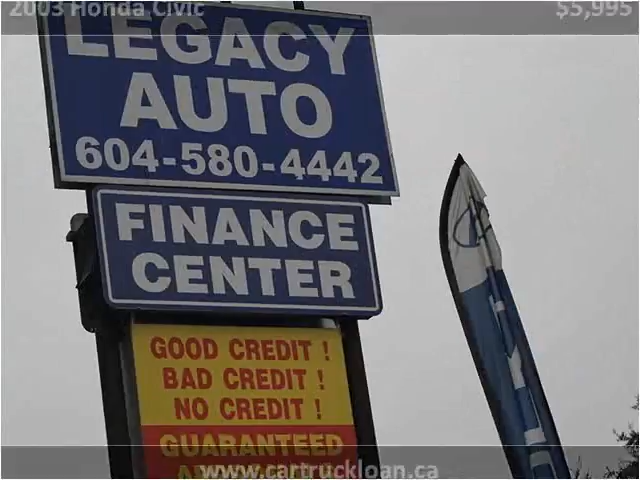 2003 Honda Civic $5,995
LEGACY
AUTO
604-580-4442
FINANCE
CENTER
GOOD CREDIT !
BAD CREDIT !
NO CREDIT !
GUARANTEED
www.cartruckloan.ca